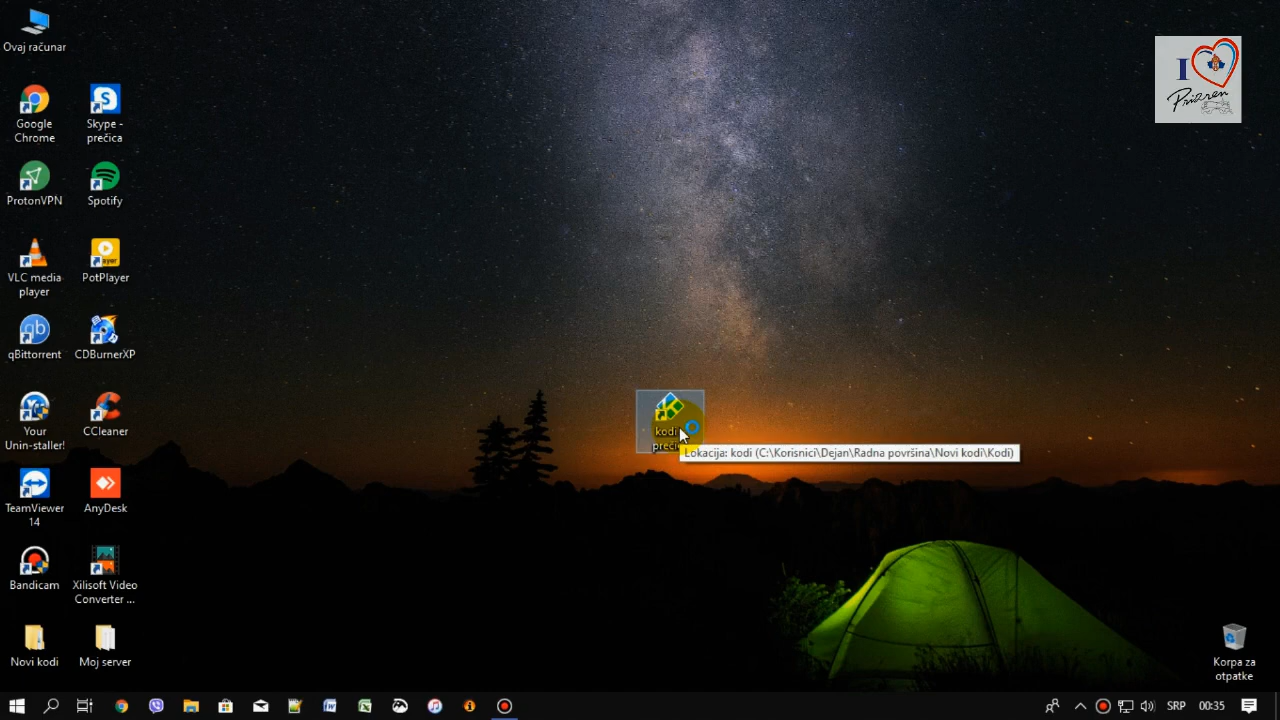 Ovaj računar
Google
Chrome
Skype -
prečica
ProtonVPN
Spotify
VLC media
player
PotPlayer
qBittorrent
CDBurnerXP
Your
Unin-staller!
CCleaner
TeamViewer
14
AnyDesk
Bandicam
Xilisoft Video
Converter ...
Novi kodi
Moj server
kodi
Lokacija: kodi (C:\Korisnici\Dejan\Radna površina\Novi kodi\Kodi)
I
Prizren
Korpa za
otpatke
SRP
00:35